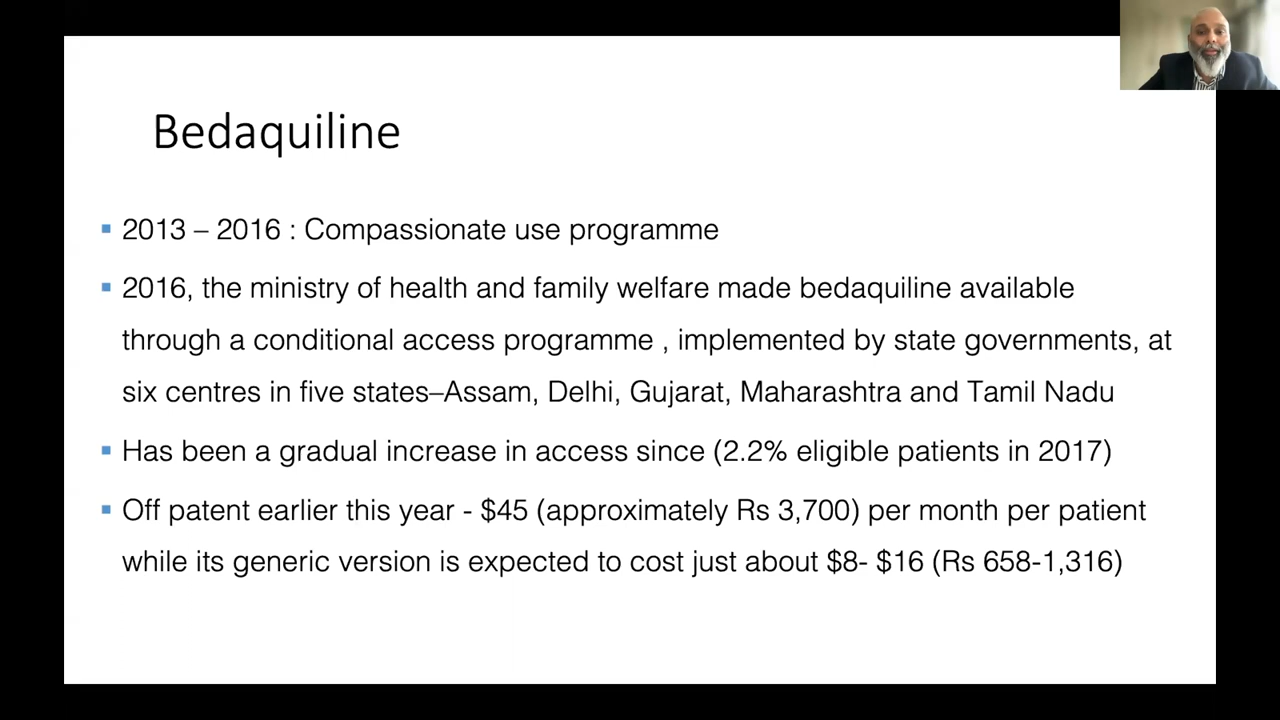 Bedaquiline
2013 – 2016 : Compassionate use programme
2016, the ministry of health and family welfare made bedaquiline available
through a conditional access programme , implemented by state governments, at
six centres in five states–Assam, Delhi, Gujarat, Maharashtra and Tamil Nadu
Has been a gradual increase in access since (2.2% eligible patients in 2017)
Off patent earlier this year - $45 (approximately Rs 3,700) per month per patient
while its generic version is expected to cost just about $8- $16 (Rs 658-1,316)